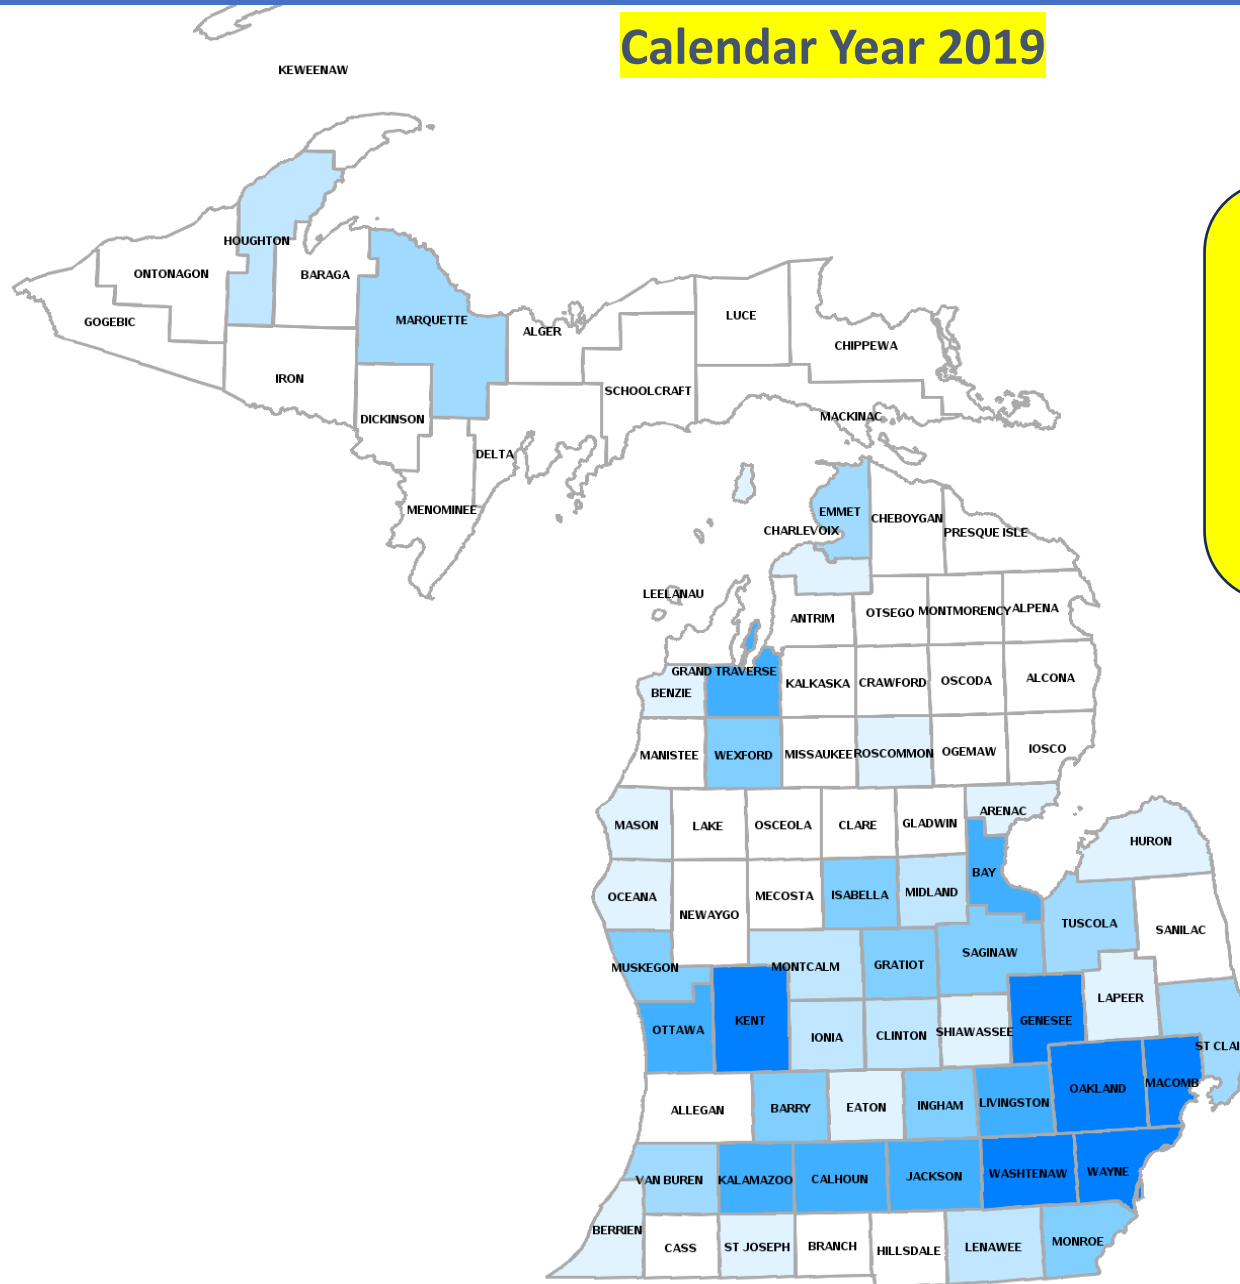 Calendar Year 2019
KEWEENAW
HOUGHTON
ONTONAGON
BARAGA
GOGEBIC
MARQUETTE
ALGER
LUCE
CHIPPEWA
IRON
SCHOOLCRAFT
DICKINSON
MACKINAC
DELTA
MENOMINEE
EMMET
CHEBOYGAN
CHARLEVOIX
PRESQUE ISLE
LEELANAU
ANTRIM
OTSEGO
MONTMORENCY
ALPENA
GRAND TRAVERSE
BENZIE
KALKASKA
CRAWFORD
OSCODA
ALCONA
MANISTEE
WEXFORD
MISSAUKEE
ROSCOMMON
OGEMAW
IOSCO
MASON
LAKE
OSCEOLA
CLARE
GLADWIN
ARENAC
HURON
BAY
OCEANA
NEWAYGO
MECOSTA
ISABELLA
MIDLAND
TUSCOLA
SANILAC
MUSKEGON
MONTCALM
GRATIOT
SAGINAW
LAPEER
OTTAWA
KENT
IONIA
CLINTON
SHIAWASSEE
GENESEE
ST CLAI
ALLEGAN
BARRY
EATON
INGHAM
LIVINGSTON
OAKLAND
MACOMB
VAN BUREN
KALAMAZOO
CALHOUN
JACKSON
WASHTENAW
WAYNE
BERRIEN
CASS
ST JOSEPH
BRANCH
HILLSDALE
LENAWEE
MONROE